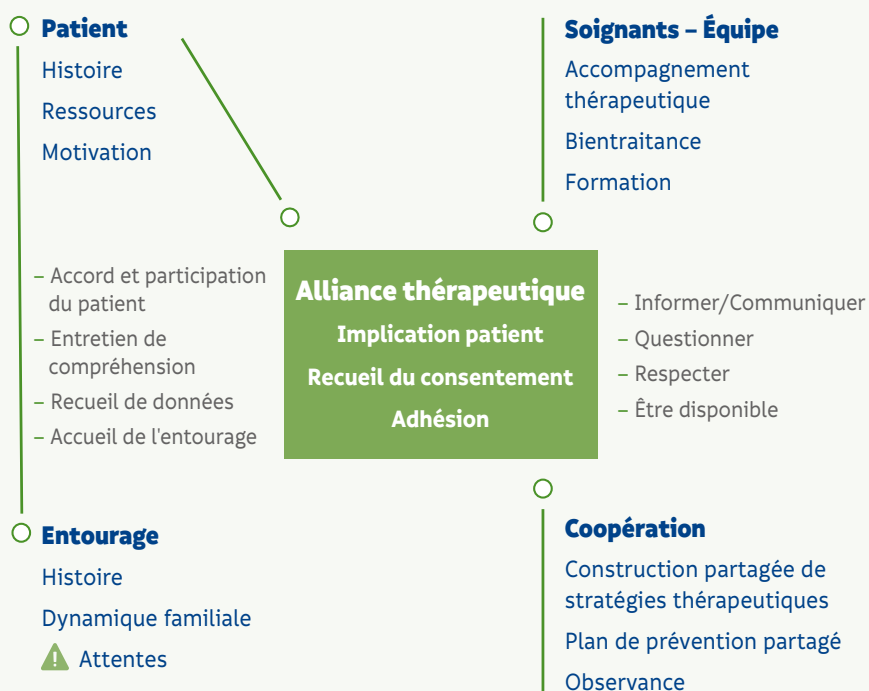 Patient
Histoire
Ressources
Motivation
Soignants – Équipe
Accompagnement
thérapeutique
Bientraitance
Formation
– Accord et participation
du patient
– Entretien de
compréhension
– Recueil de données
– Accueil de l'entourage
Alliance thérapeutique
Implication patient
Recueil du consentement
Adhésion
– Informer/Communiquer
– Questionner
– Respecter
– Être disponible
Entourage
Histoire
Dynamique familiale
! Attentes
Coopération
Construction partagée de
stratégies thérapeutiques
Plan de prévention partagé
Observance